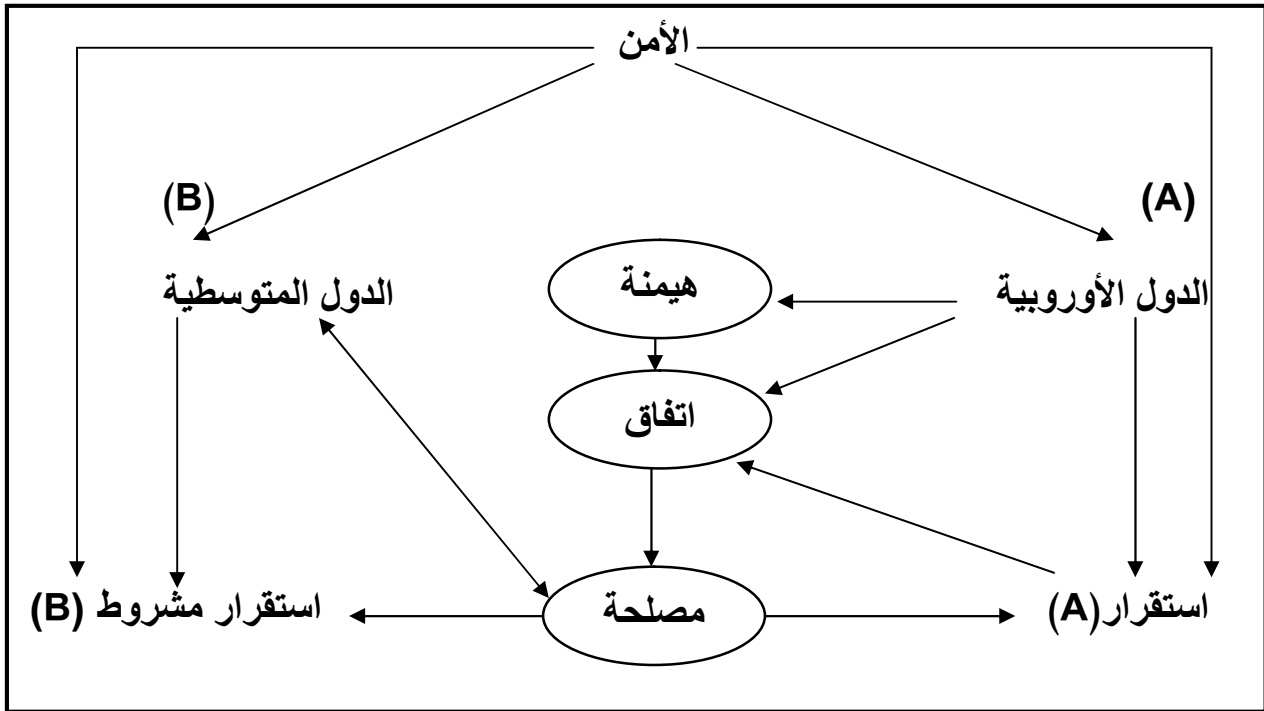 الأمن
(A)
(B)
الدول الأوروبية
هيمنة
الدول المتوسطية
اتفاق
استقرار(A)
مصلحة
استقرار مشروط (B)